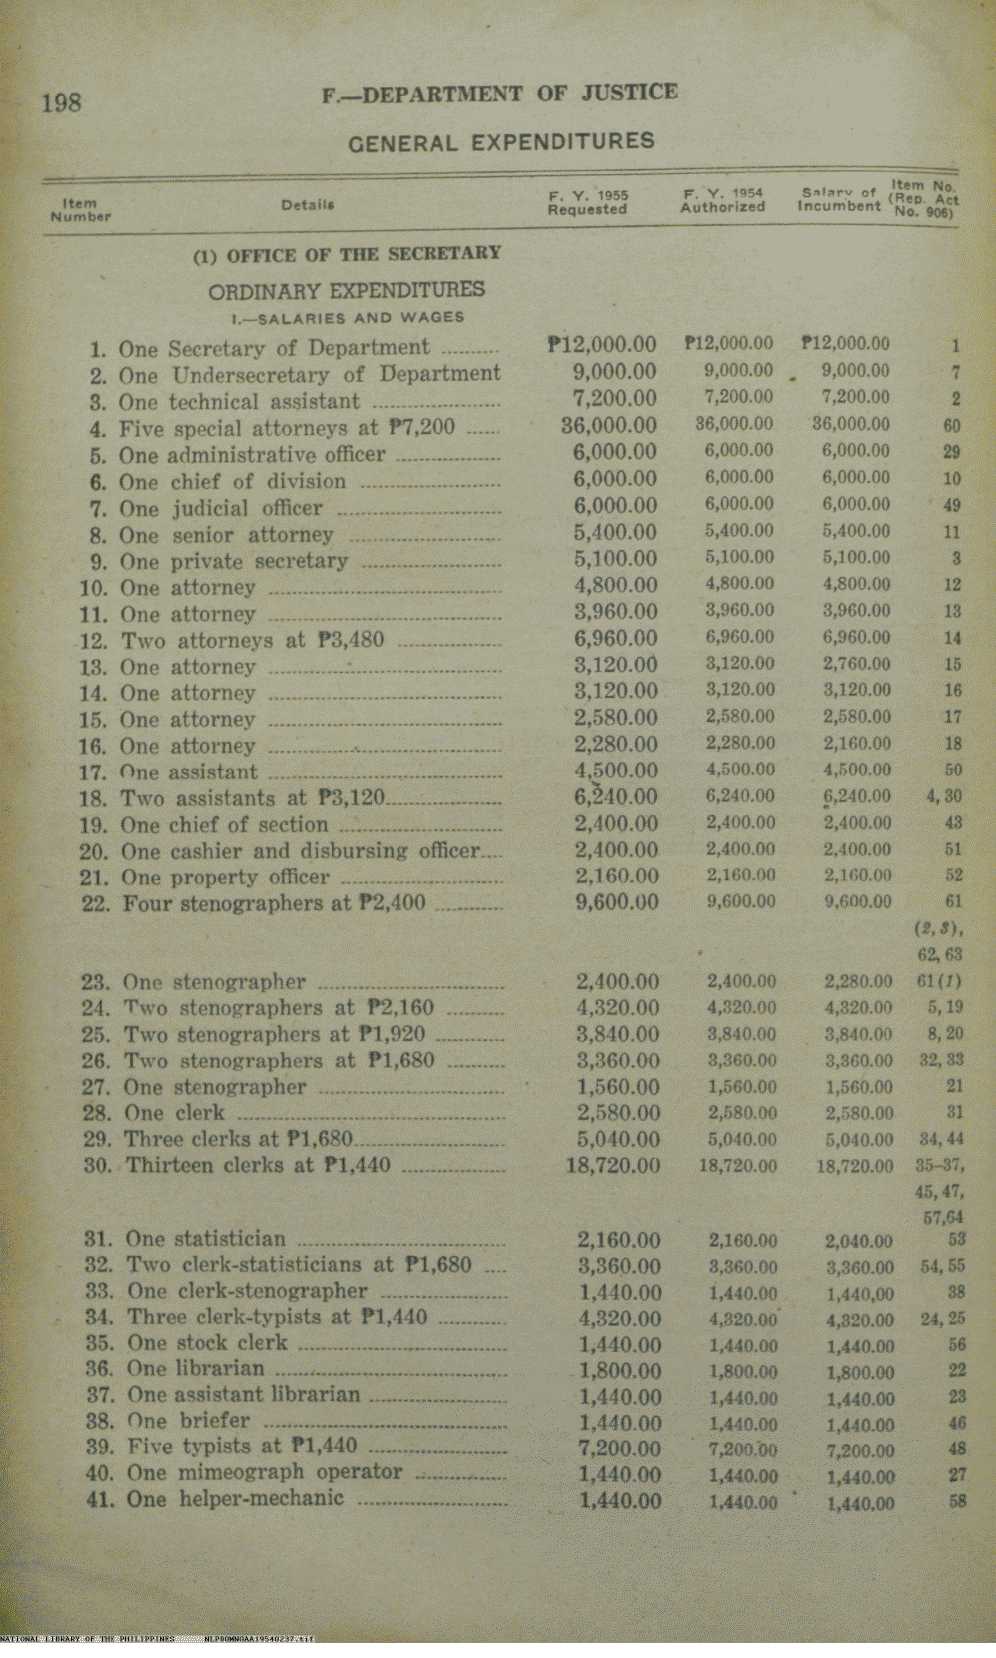 198
F.—DEPARTMENT OF JUSTICE
GENERAL EXPENDITURES
Item Number Details F. Y. 1955 Requested F. Y. 1954 Authorized Salary of Incumbent Item No. (Rep. Act No. 906)
(1) OFFICE OF THE SECRETARY
ORDINARY EXPENDITURES
I.—SALARIES AND WAGES
1. One Secretary of Department .......... ₱12,000.00 ₱12,000.00 ₱12,000.00 1
2. One Undersecretary of Department 9,000.00 9,000.00 9,000.00 7
3. One technical assistant .......... 7,200.00 7,200.00 7,200.00 2
4. Five special attorneys at ₱7,200 ...... 36,000.00 36,000.00 36,000.00 60
5. One administrative officer .......... 6,000.00 6,000.00 6,000.00 29
6. One chief of division .......... 6,000.00 6,000.00 6,000.00 10
7. One judicial officer .......... 6,000.00 6,000.00 6,000.00 49
8. One senior attorney .......... 5,400.00 5,400.00 5,400.00 11
9. One private secretary .......... 5,100.00 5,100.00 5,100.00 3
10. One attorney .......... 4,800.00 4,800.00 4,800.00 12
11. One attorney .......... 3,960.00 3,960.00 3,960.00 13
12. Two attorneys at ₱3,480 .......... 6,960.00 6,960.00 6,960.00 14
13. One attorney .......... 3,120.00 3,120.00 2,760.00 15
14. One attorney .......... 3,120.00 3,120.00 3,120.00 16
15. One attorney .......... 2,580.00 2,580.00 2,580.00 17
16. One attorney .......... 2,280.00 2,280.00 2,160.00 18
17. One assistant .......... 4,500.00 4,500.00 4,500.00 50
18. Two assistants at ₱3,120.......... 6,240.00 6,240.00 6,240.00 4, 30
19. One chief of section .......... 2,400.00 2,400.00 2,400.00 43
20. One cashier and disbursing officer.... 2,400.00 2,400.00 2,400.00 51
21. One property officer .......... 2,160.00 2,160.00 2,160.00 52
22. Four stenographers at ₱2,400 .......... 9,600.00 9,600.00 9,600.00 61
(2, 3),
62, 63
23. One stenographer .......... 2,400.00 2,400.00 2,280.00 61(1)
24. Two stenographers at ₱2,160 .......... 4,320.00 4,320.00 4,320.00 5, 19
25. Two stenographers at ₱1,920 .......... 3,840.00 3,840.00 3,840.00 8, 20
26. Two stenographers at ₱1,680 .......... 3,360.00 3,360.00 3,360.00 32, 33
27. One stenographer .......... 1,560.00 1,560.00 1,560.00 21
28. One clerk .......... 2,580.00 2,580.00 2,580.00 31
29. Three clerks at ₱1,680.......... 5,040.00 5,040.00 5,040.00 34, 44
30. Thirteen clerks at ₱1,440 .......... 18,720.00 18,720.00 18,720.00 35–37,
45, 47,
57,64
31. One statistician .......... 2,160.00 2,160.00 2,040.00 53
32. Two clerk-statisticians at ₱1,680 .... 3,360.00 3,360.00 3,360.00 54, 55
33. One clerk-stenographer .......... 1,440.00 1,440.00 1,440,00 38
34. Three clerk-typists at ₱1,440 .......... 4,320.00 4,320.00 4,320.00 24, 25
35. One stock clerk .......... 1,440.00 1,440.00 1,440.00 56
36. One librarian .......... 1,800.00 1,800.00 1,800.00 22
37. One assistant librarian .......... 1,440.00 1,440.00 1,440.00 23
38. One briefer .......... 1,440.00 1,440.00 1,440.00 46
39. Five typists at ₱1,440 .......... 7,200.00 7,200.00 7,200.00 48
40. One mimeograph operator .......... 1,440.00 1,440.00 1,440.00 27
41. One helper-mechanic .......... 1,440.00 1,440.00 1,440.00 58
NATIONAL LIBRARY OF THE PHILIPPINES NLPBOMNOAA19540237.tif